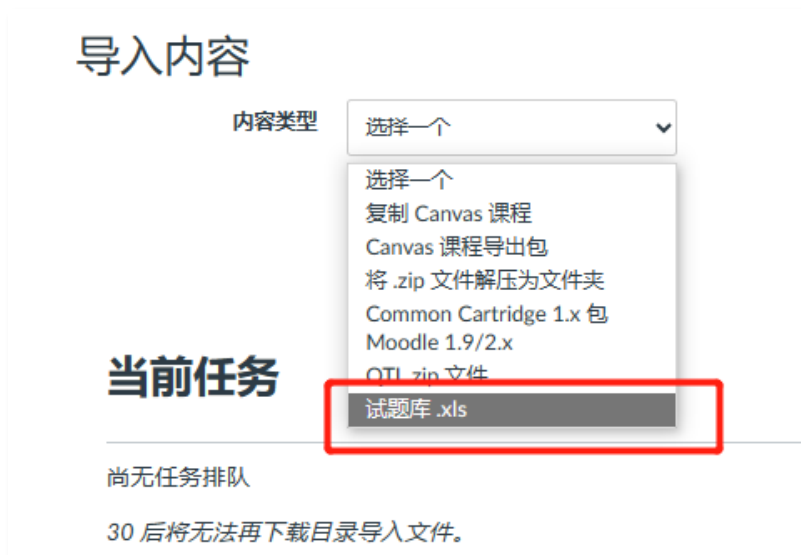 导入内容
内容类型
选择一个
选择一个
复制 Canvas 课程
Canvas 课程导出包
将 .zip 文件解压为文件夹
Common Cartridge 1.x 包
Moodle 1.9/2.x
QTI .zip 文件
试题库 .xls
当前任务
尚无任务排队
30 后将无法再下载目录导入文件。